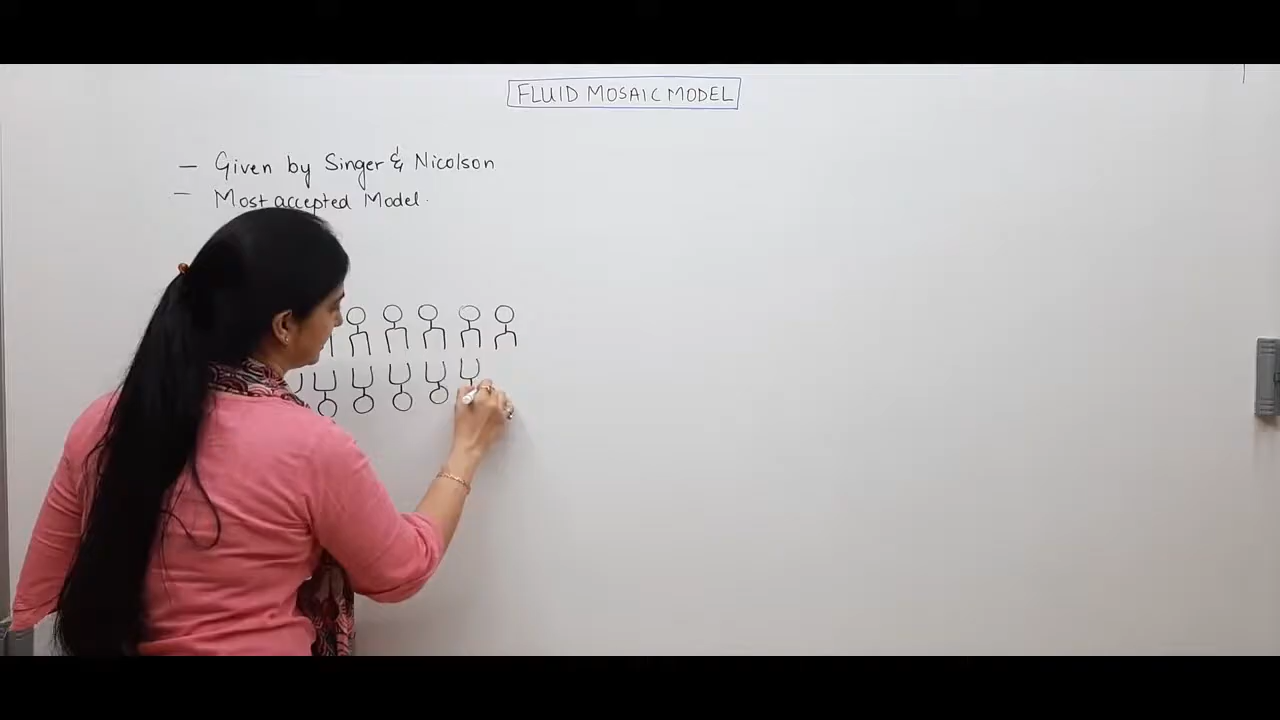 FLUID MOSAIC MODEL
— Given by Singer & Nicolson
— Most accepted Model.